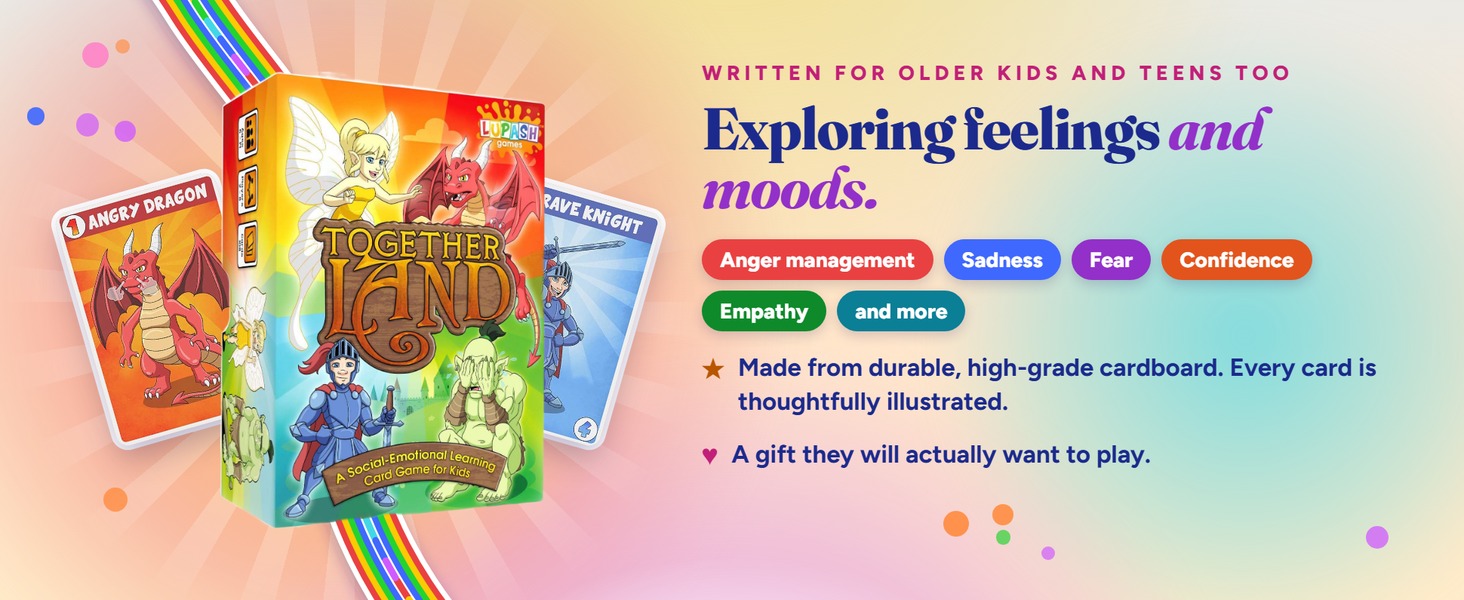 WRITTEN FOR OLDER KIDS AND TEENS TOO
Exploring feelings and
moods.
Anger management
Sadness
Fear
Confidence
Empathy
and more
★ Made from durable, high-grade cardboard. Every card is
thoughtfully illustrated.
♥ A gift they will actually want to play.
1 ANGRY DRAGON
LUPASH
games
TOGETHER
LAND
A Social-Emotional Learning
Card Game for Kids
KNIGHT
4